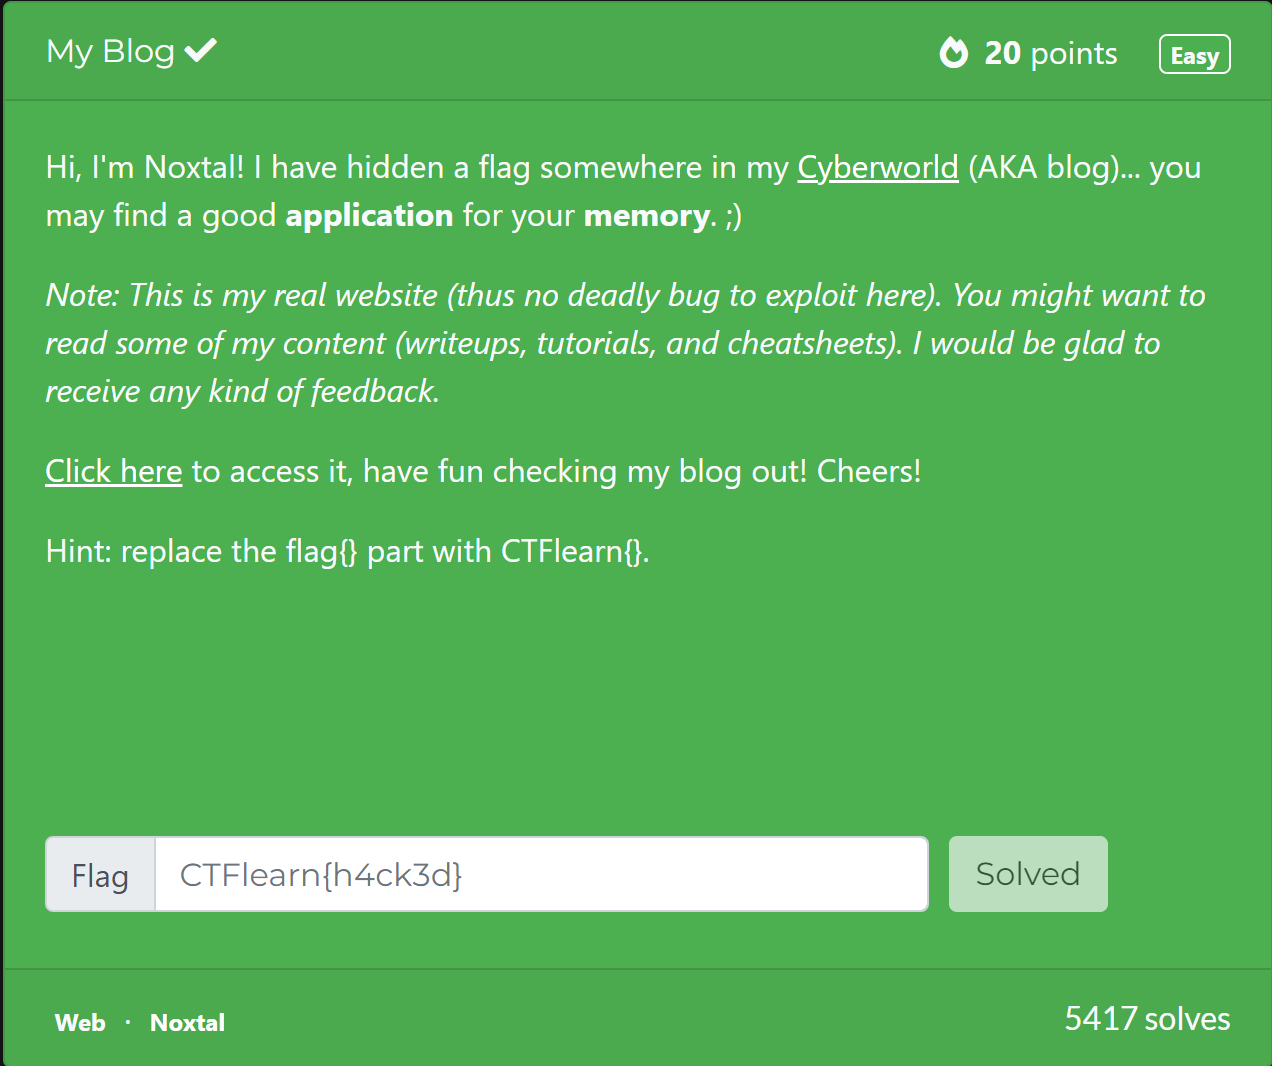 My Blog
20 points
Easy
Hi, I'm Noxtal! I have hidden a flag somewhere in my Cyberworld (AKA blog)... you
may find a good application for your memory. ;)
Note: This is my real website (thus no deadly bug to exploit here). You might want to
read some of my content (writeups, tutorials, and cheatsheets). I would be glad to
receive any kind of feedback.
Click here to access it, have fun checking my blog out! Cheers!
Hint: replace the flag{} part with CTFlearn{}.
Flag
CTFlearn{h4ck3d}
Solved
Web · Noxtal
5417 solves